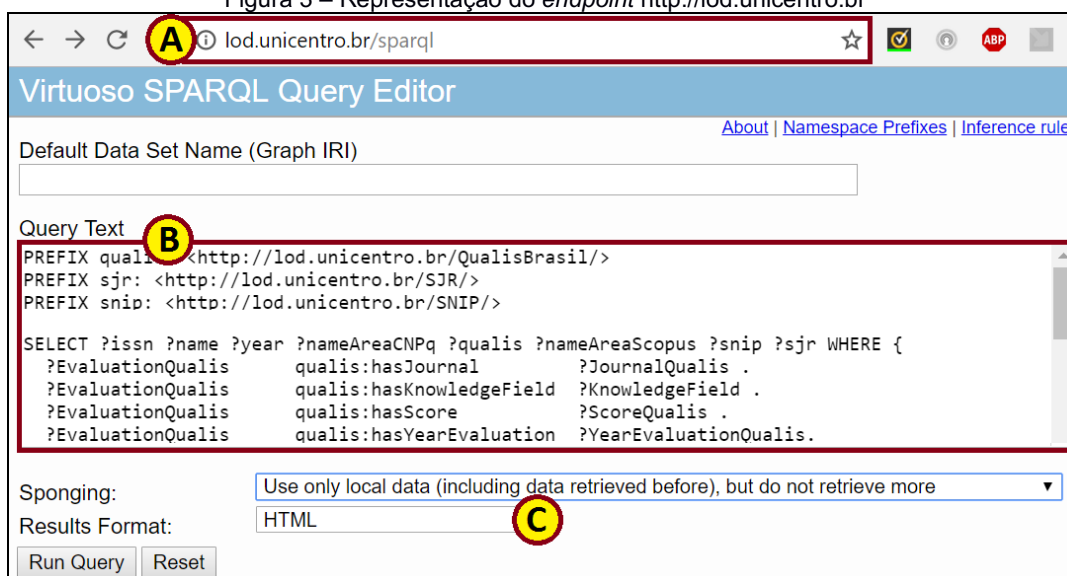 Figura 3 – Representação do endpoint http://lod.unicentro.br
A lod.unicentro.br/sparql ABP
Virtuoso SPARQL Query Editor
About | Namespace Prefixes | Inference rule
Default Data Set Name (Graph IRI)
Query Text
B
PREFIX quali <http://lod.unicentro.br/QualisBrasil/>
PREFIX sjr: <http://lod.unicentro.br/SJR/>
PREFIX snip: <http://lod.unicentro.br/SNIP/>
SELECT ?issn ?name ?year ?nameAreaCNPq ?qualis ?nameAreaScopus ?snip ?sjr WHERE {
?EvaluationQualis qualis:hasJournal ?JournalQualis .
?EvaluationQualis qualis:hasKnowledgeField ?KnowledgeField .
?EvaluationQualis qualis:hasScore ?ScoreQualis .
?EvaluationQualis qualis:hasYearEvaluation ?YearEvaluationQualis.
Sponging: Use only local data (including data retrieved before), but do not retrieve more
Results Format: HTML C
Run Query Reset